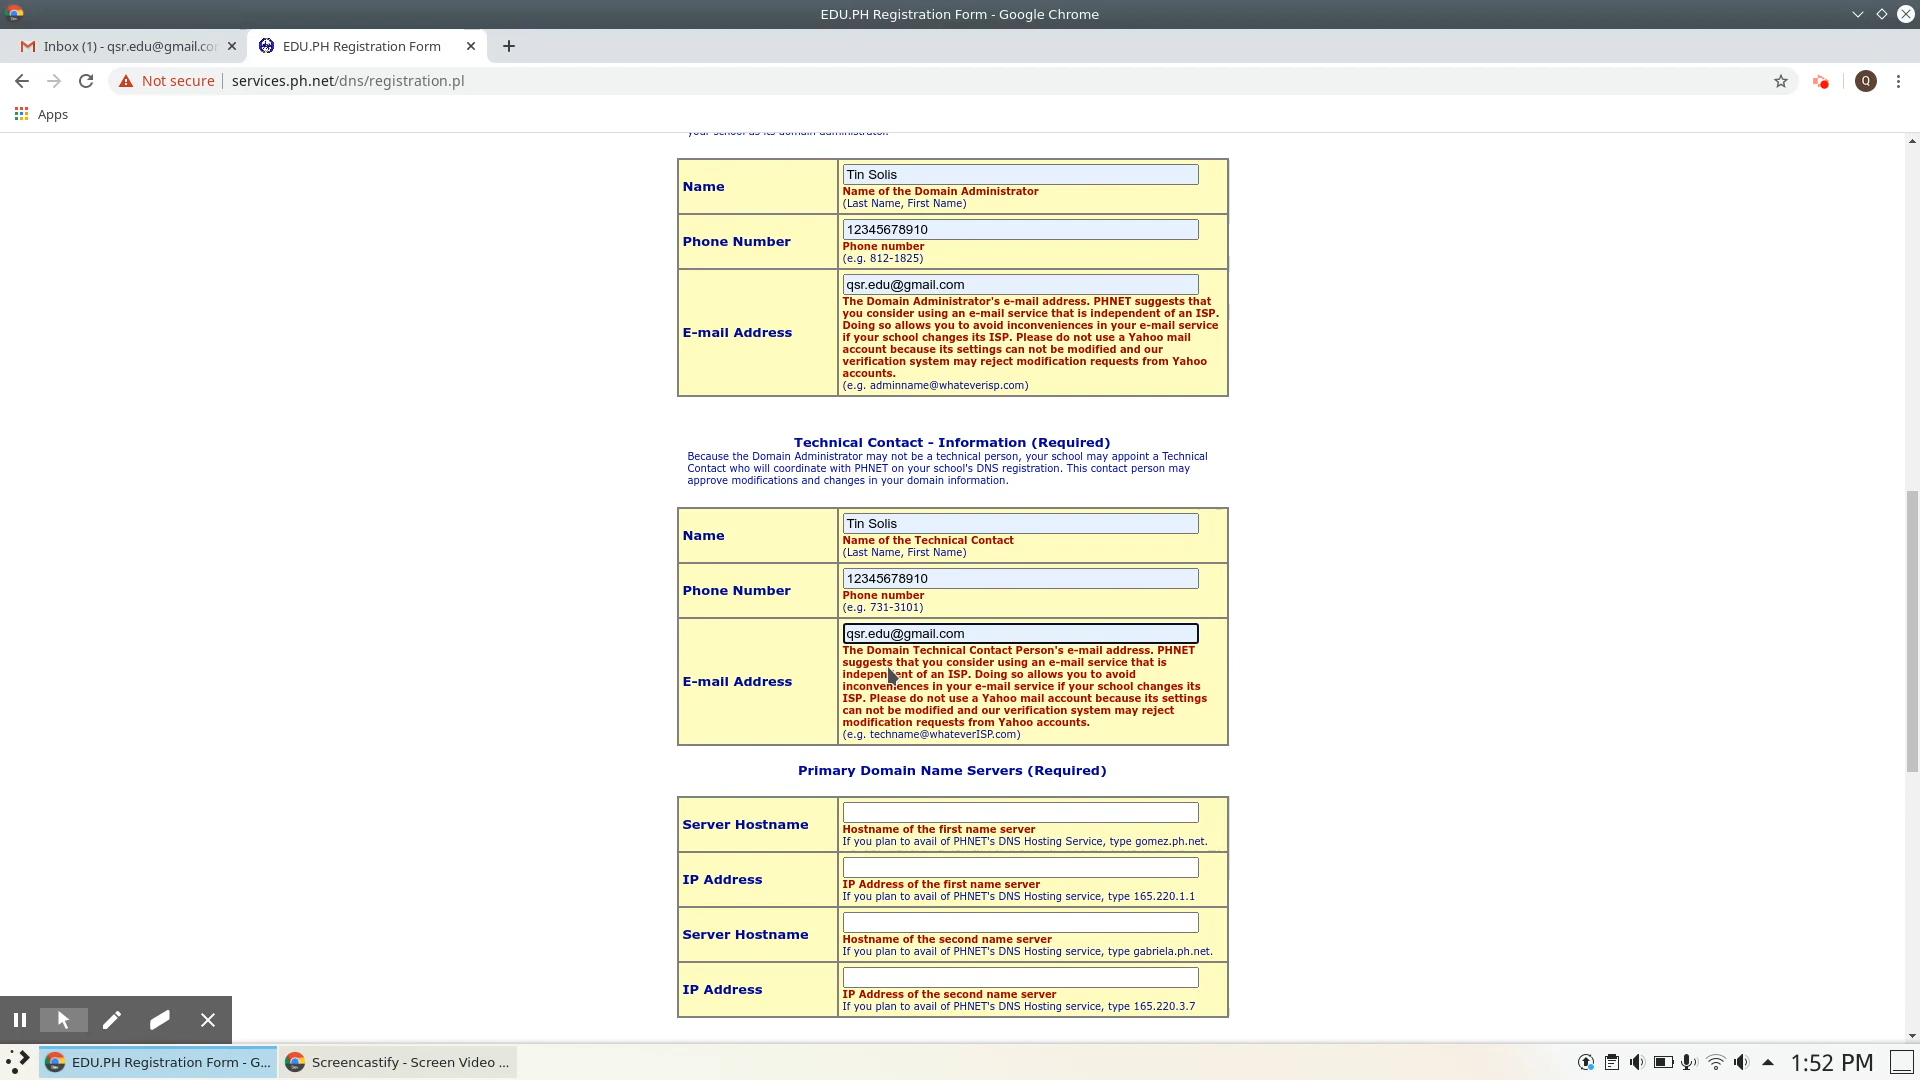 EDU.PH Registration Form - Google Chrome
Inbox (1) - qsr.edu@gmail.co
EDU.PH Registration Form
Not secure
services.ph.net/dns/registration.pl
Q
Apps
your school as its domain administrator.
Name
Tin Solis
Name of the Domain Administrator
(Last Name, First Name)
Phone Number
12345678910
Phone number
(e.g. 812-1825)
E-mail Address
qsr.edu@gmail.com
The Domain Administrator's e-mail address. PHNET suggests that
you consider using an e-mail service that is independent of an ISP.
Doing so allows you to avoid inconveniences in your e-mail service
if your school changes its ISP. Please do not use a Yahoo mail
account because its settings can not be modified and our
verification system may reject modification requests from Yahoo
accounts.
(e.g. adminname@whateverisp.com)
Technical Contact - Information (Required)
Because the Domain Administrator may not be a technical person, your school may appoint a Technical
Contact who will coordinate with PHNET on your school's DNS registration. This contact person may
approve modifications and changes in your domain information.
Name
Tin Solis
Name of the Technical Contact
(Last Name, First Name)
Phone Number
12345678910
Phone number
(e.g. 731-3101)
E-mail Address
qsr.edu@gmail.com
The Domain Technical Contact Person's e-mail address. PHNET
suggests that you consider using an e-mail service that is
independent of an ISP. Doing so allows you to avoid
inconveniences in your e-mail service if your school changes its
ISP. Please do not use a Yahoo mail account because its settings
can not be modified and our verification system may reject
modification requests from Yahoo accounts.
(e.g. techname@whateverISP.com)
Primary Domain Name Servers (Required)
Server Hostname
Hostname of the first name server
If you plan to avail of PHNET's DNS Hosting Service, type gomez.ph.net.
IP Address
IP Address of the first name server
If you plan to avail of PHNET's DNS Hosting service, type 165.220.1.1
Server Hostname
Hostname of the second name server
If you plan to avail of PHNET's DNS Hosting service, type gabriela.ph.net.
IP Address
IP Address of the second name server
If you plan to avail of PHNET's DNS Hosting service, type 165.220.3.7
EDU.PH Registration Form - G...
Screencastify - Screen Video ...
1:52 PM